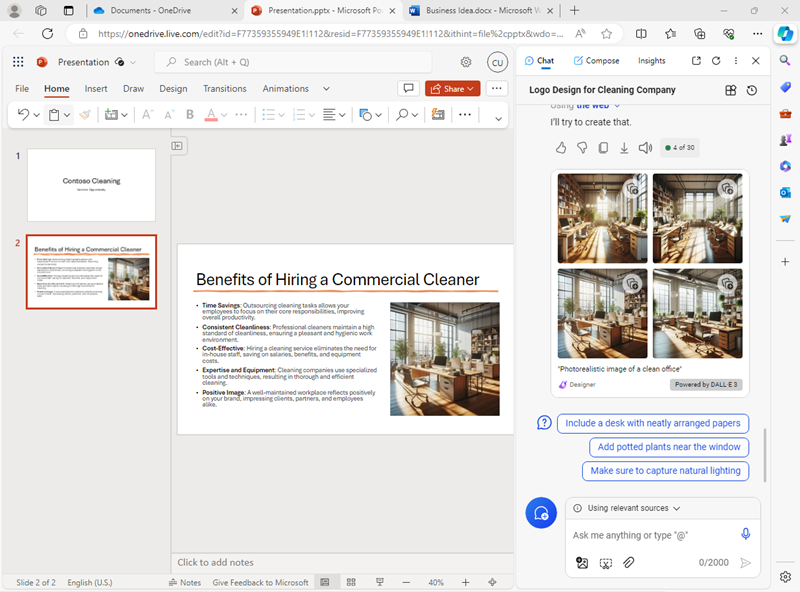 Documents - OneDrive
Presentation.pptx - Microsoft Po
Business Idea.docx - Microsoft W
https://onedrive.live.com/edit?id=F77359355949E1!112&resid=F77359355949E1!112&ithint=file%2cpptx&wdo=...
Presentation
Search (Alt + Q)
CU
File Home Insert Draw Design Transitions Animations
Share
1
Contoso Cleaning
2
Benefits of Hiring a Commercial Cleaner
Benefits of Hiring a Commercial Cleaner
• Time Savings: Outsourcing cleaning tasks allows your
employees to focus on their core responsibilities, improving
overall productivity.
• Consistent Cleanliness: Professional cleaners maintain a high
standard of cleanliness, ensuring a pleasant and hygienic work
environment.
• Cost-Effective: Hiring a cleaning service eliminates the need for
in-house staff, saving on salaries, benefits, and equipment
costs.
• Expertise and Equipment: Cleaning companies use specialized
tools and techniques, resulting in thorough and efficient
cleaning.
• Positive Image: A well-maintained workplace reflects positively
on your brand, impressing clients, partners, and employees
alike.
Click to add notes
Slide 2 of 2 English (U.S.) Notes Give Feedback to Microsoft 40%
Chat Compose Insights
Logo Design for Cleaning Company
Using the web
I'll try to create that.
4 of 30
"Photorealistic image of a clean office"
Designer
Powered by DALL·E 3
Include a desk with neatly arranged papers
Add potted plants near the window
Make sure to capture natural lighting
Using relevant sources
Ask me anything or type "@"
0/2000